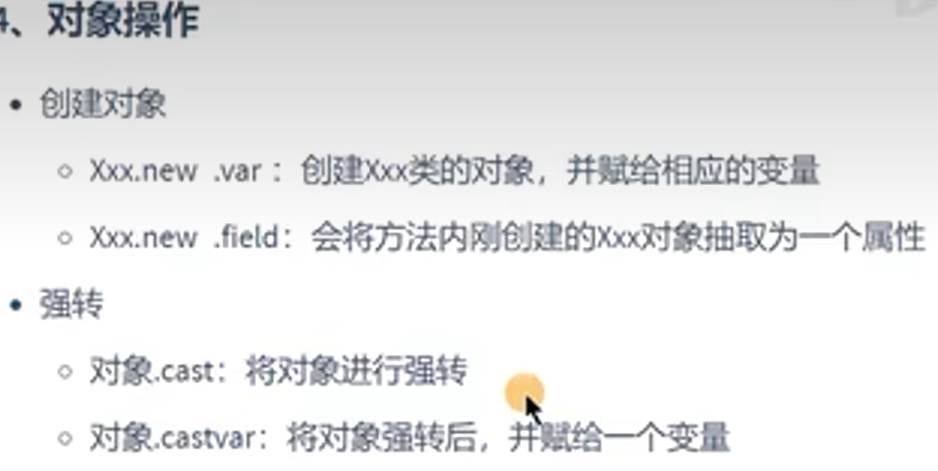 4、对象操作
创建对象
Xxx.new .var ：创建Xxx类的对象，并赋给相应的变量
Xxx.new .field：会将方法内刚创建的Xxx对象抽取为一个属性
强转
对象.cast：将对象进行强转
对象.castvar：将对象强转后，并赋给一个变量